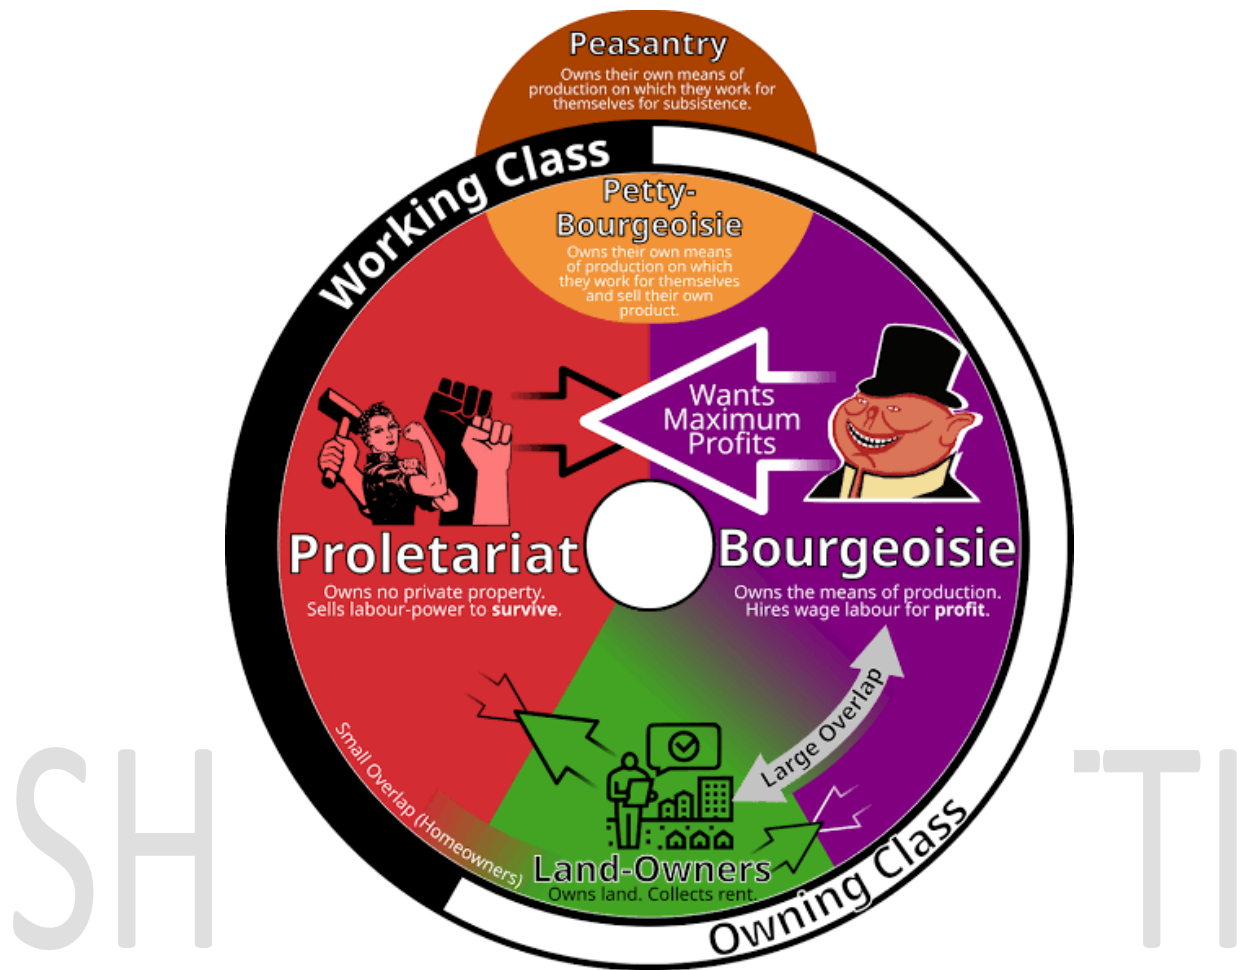 Peasantry
Owns their own means of
production on which they work for
themselves for subsistence.
Working Class
Petty-
Bourgeoisie
Owns their own means
of production on which
they work for themselves
and sell their own
product.
Wants
Maximum
Profits
Proletariat
Owns no private property.
Sells labour-power to survive.
Bourgeoisie
Owns the means of production.
Hires wage labour for profit.
Large Overlap
Small Overlap (Homeowners)
Land-Owners
Owns land. Collects rent.
Owning Class
SH
TI